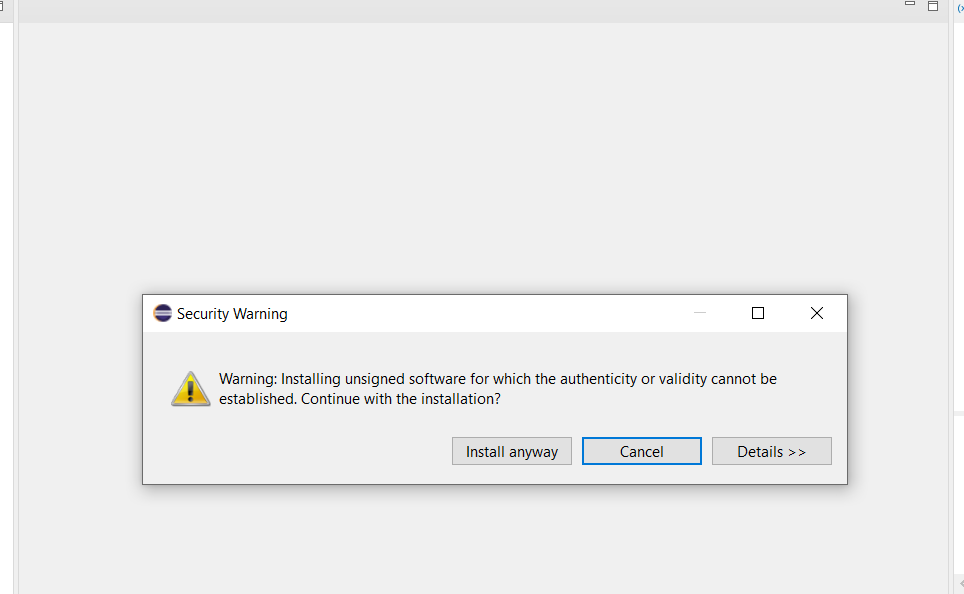 Security Warning
Warning: Installing unsigned software for which the authenticity or validity cannot be
established. Continue with the installation?
Install anyway
Cancel
Details >>